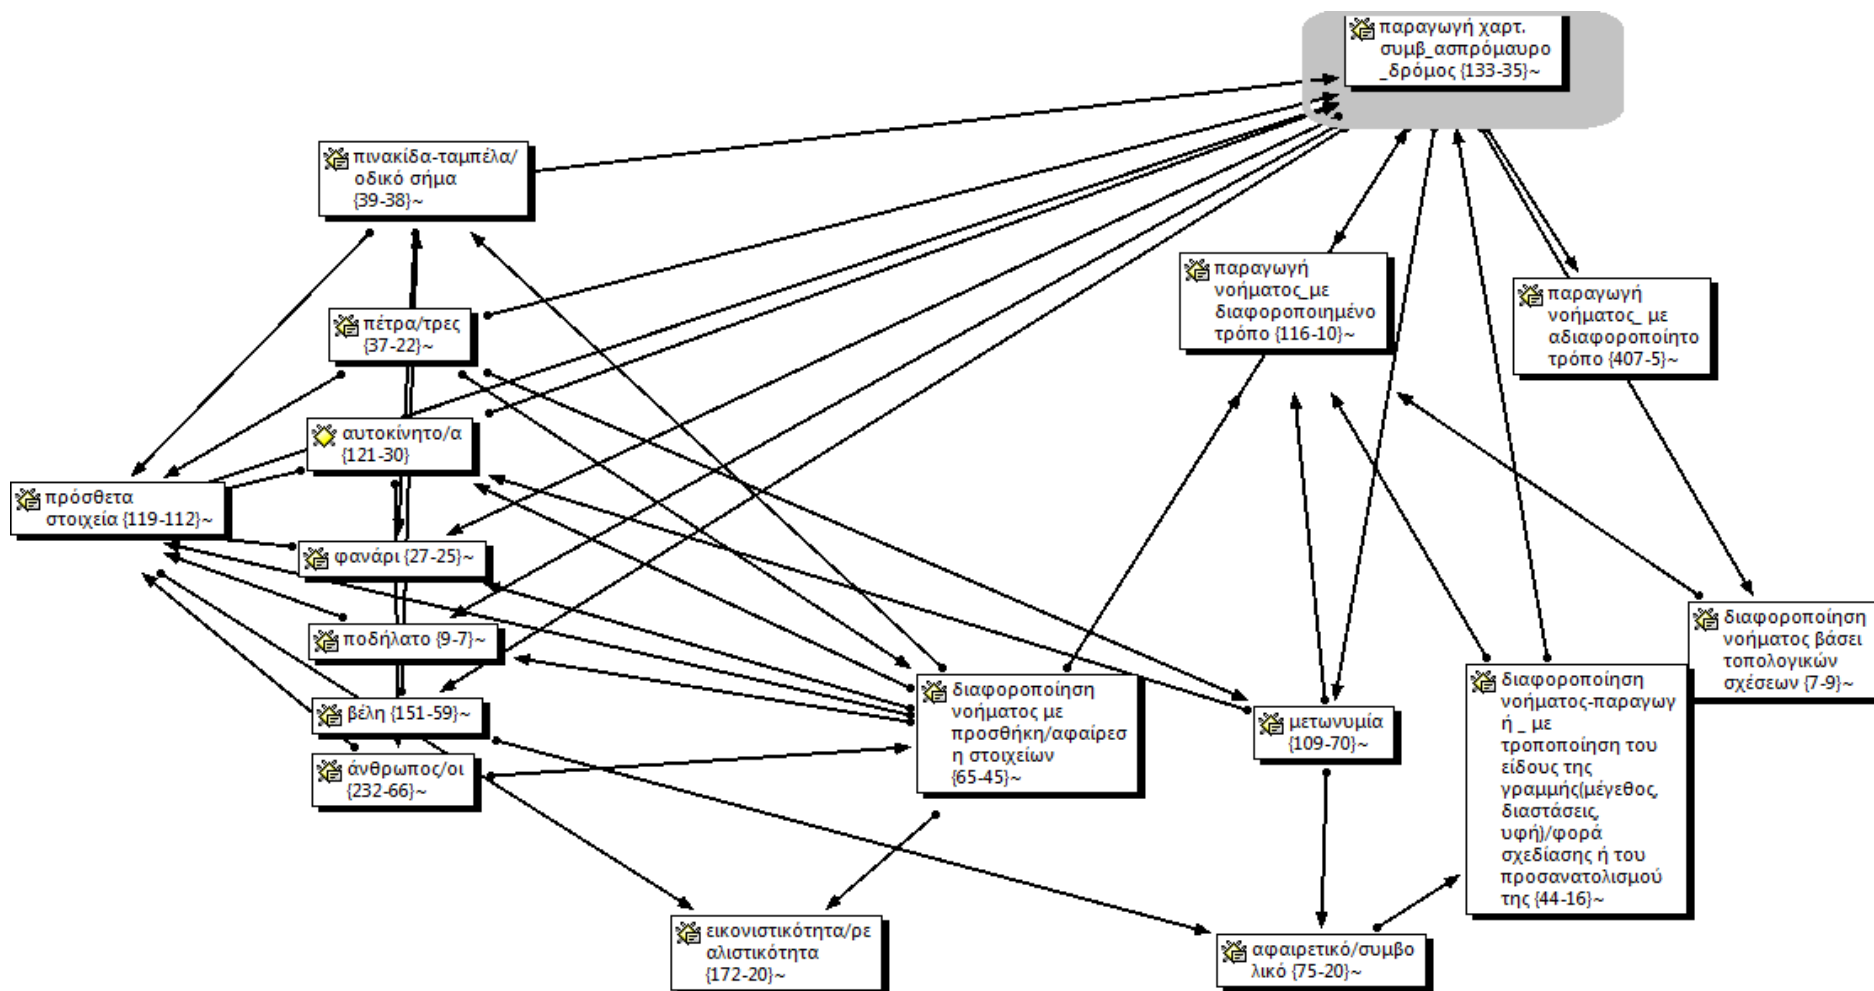 παραγωγή χαρτ.
συμβ_ασπρόμαυρο
_δρόμος {133-35}~
πινακίδα-ταμπέλα/
οδικό σήμα
{39-38}~
παραγωγή
νοήματος_με
διαφοροποιημένο
τρόπο {116-10}~
παραγωγή
νοήματος_ με
αδιαφοροποίητο
τρόπο {407-5}~
πέτρα/τρες
{37-22}~
αυτοκίνητο/α
{121-30}
πρόσθετα
στοιχεία {119-112}~
φανάρι {27-25}~
ποδήλατο {9-7}~
βέλη {151-59}~
άνθρωπος/οι
{232-66}~
διαφοροποίηση
νοήματος με
προσθήκη/αφαίρεσ
η στοιχείων
{65-45}~
μετωνυμία
{109-70}~
διαφοροποίηση
νοήματος-παραγωγ
ή _ με
τροποποίηση του
είδους της
γραμμής(μέγεθος,
διαστάσεις,
υφή)/φορά
σχεδίασης ή του
προσανατολισμού
της {44-16}~
διαφοροποίηση
νοήματος βάσει
τοπολογικών
σχέσεων {7-9}~
εικονιστικότητα/ρε
αλιστικότητα
{172-20}~
αφαιρετικό/συμβο
λικό {75-20}~